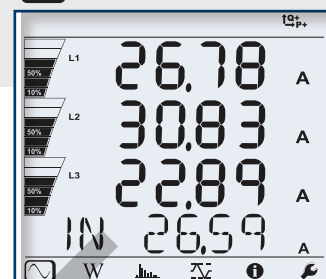 Q+
P+
L1 26.78 A
50%
10%
L2 30.83 A
50%
10%
L3 22.89 A
50%
10%
IN 26.59 A
W